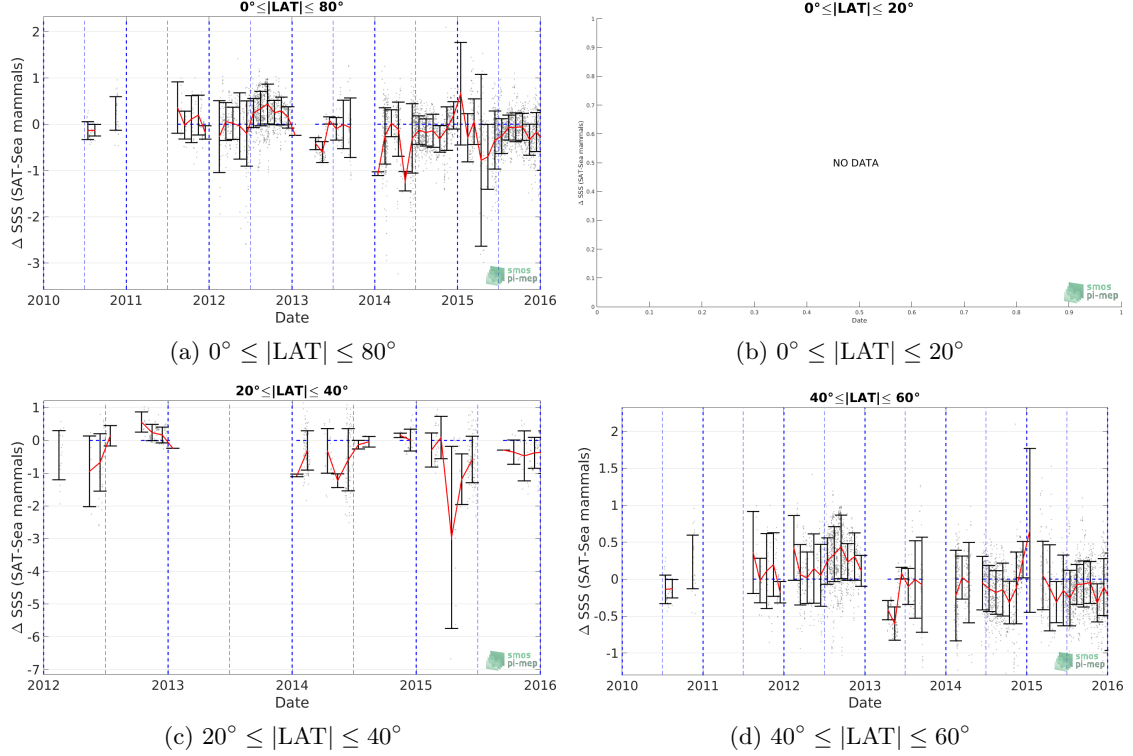 0°≤|LAT|≤ 80°
Δ SSS (SAT-Sea mammals)
2
1
0
-1
-2
-3
2010 2011 2012 2013 2014 2015 2016
Date
smos
pi-mep
(a) 0° ≤ |LAT| ≤ 80°
0°≤|LAT|≤ 20°
Δ SSS (SAT-Sea mammals)
1
0.9
0.8
0.7
0.6
0.5
0.4
0.3
0.2
0.1
0
NO DATA
0 0.1 0.2 0.3 0.4 0.5 0.6 0.7 0.8 0.9 1
Date
smos
pi-mep
(b) 0° ≤ |LAT| ≤ 20°
20°≤|LAT|≤ 40°
Δ SSS (SAT-Sea mammals)
1
0
-1
-2
-3
-4
-5
-6
-7
2012 2013 2014 2015 2016
Date
smos
pi-mep
(c) 20° ≤ |LAT| ≤ 40°
40°≤|LAT|≤ 60°
Δ SSS (SAT-Sea mammals)
2
1.5
1
0.5
0
-0.5
-1
2010 2011 2012 2013 2014 2015 2016
Date
smos
pi-mep
(d) 40° ≤ |LAT| ≤ 60°